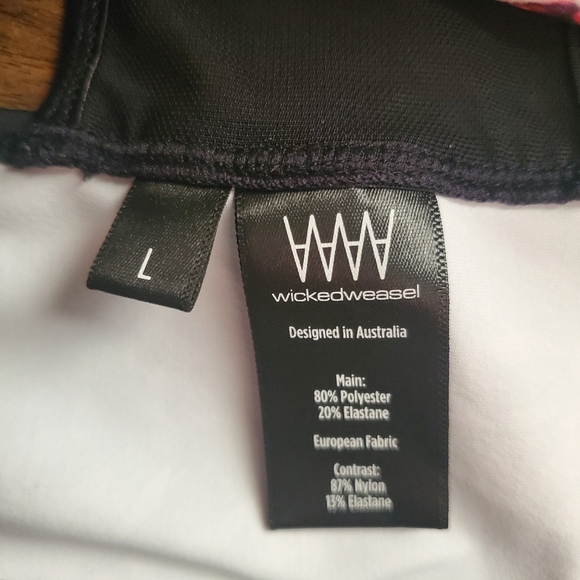 L
wickedweasel
Designed in Australia
Main:
80% Polyester
20% Elastane
European Fabric
Contrast:
87% Nylon
13% Elastane